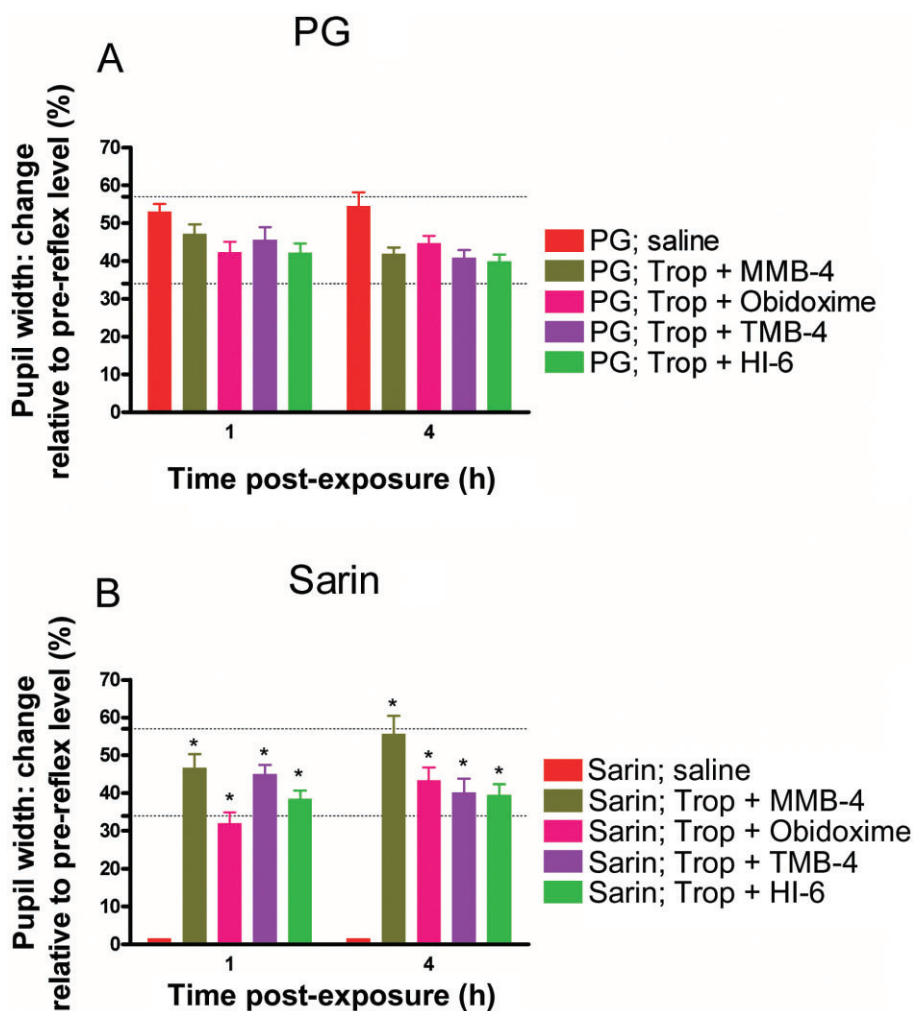 PG
A
Pupil width: change
relative to pre-reflex level (%)
70
60
50
40
30
20
10
0
1
4
Time post-exposure (h)
PG; saline
PG; Trop + MMB-4
PG; Trop + Obidoxime
PG; Trop + TMB-4
PG; Trop + HI-6
Sarin
B
Pupil width: change
relative to pre-reflex level (%)
70
60
50
40
30
20
10
0
*
*
*
*
*
*
*
*
1
4
Time post-exposure (h)
Sarin; saline
Sarin; Trop + MMB-4
Sarin; Trop + Obidoxime
Sarin; Trop + TMB-4
Sarin; Trop + HI-6